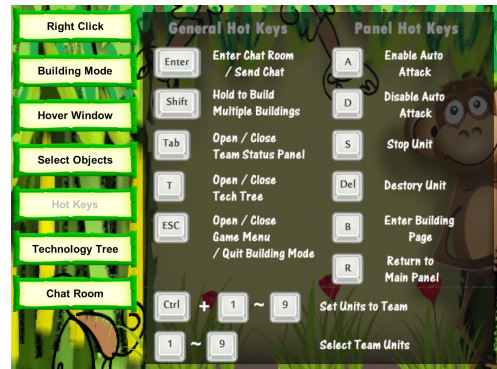 Right Click
Building Mode
Hover Window
Select Objects
Hot Keys
Technology Tree
Chat Room
General Hot Keys
Enter Enter Chat Room
/ Send Chat
Shift Hold to Build
Multiple Buildings
Tab Open / Close
Team Status Panel
T Open / Close
Tech Tree
ESC Open / Close
Game Menu
/ Quit Building Mode
Panel Hot Keys
A Enable Auto
Attack
D Disable Auto
Attack
S Stop Unit
Del Destory Unit
B Enter Building
Page
R Return to
Main Panel
Ctrl + 1 ~ 9 Set Units to Team
1 ~ 9 Select Team Units